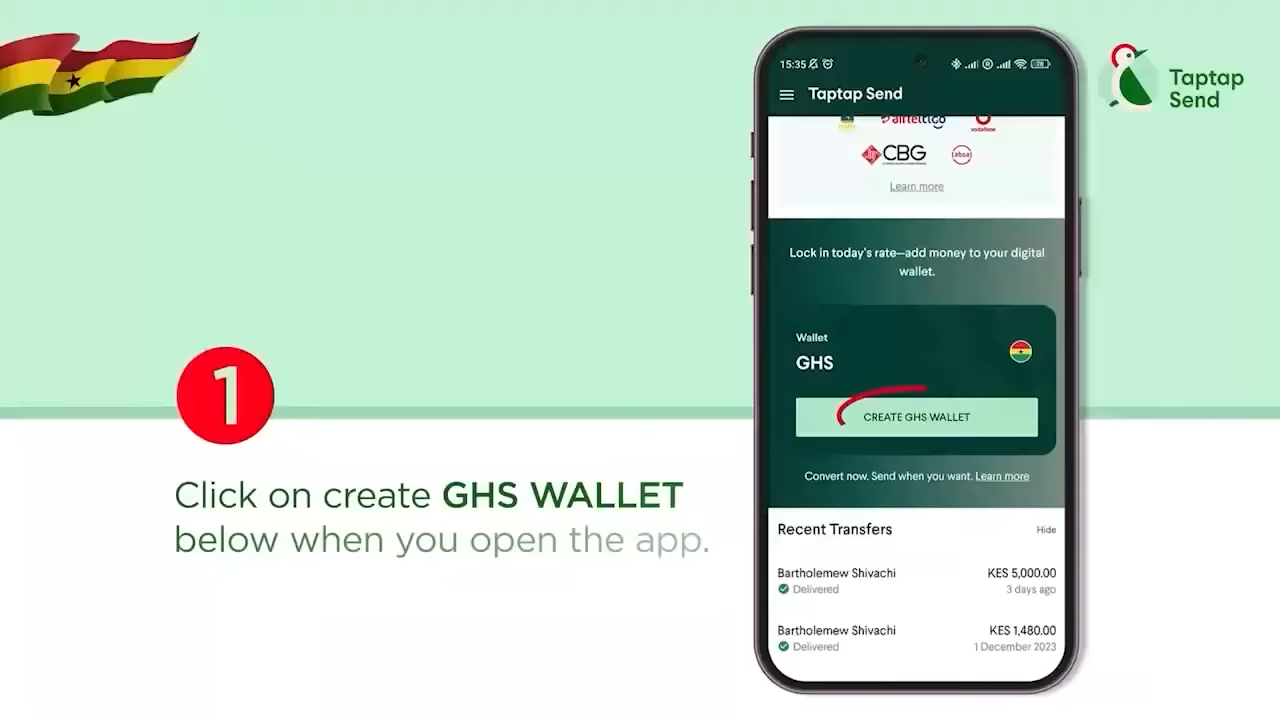 15:35
28
Taptap Send
Taptap
Send
airteltigo
vodafone
CBG
absa
Learn more
Lock in today's rate—add money to your digital
wallet.
Wallet
GHS
CREATE GHS WALLET
Convert now. Send when you want. Learn more
1
Click on create GHS WALLET
below when you open the app.
Recent Transfers
Hide
Bartholemew Shivachi
KES 5,000.00
Delivered
3 days ago
Bartholemew Shivachi
KES 1,480.00
Delivered
1 December 2023